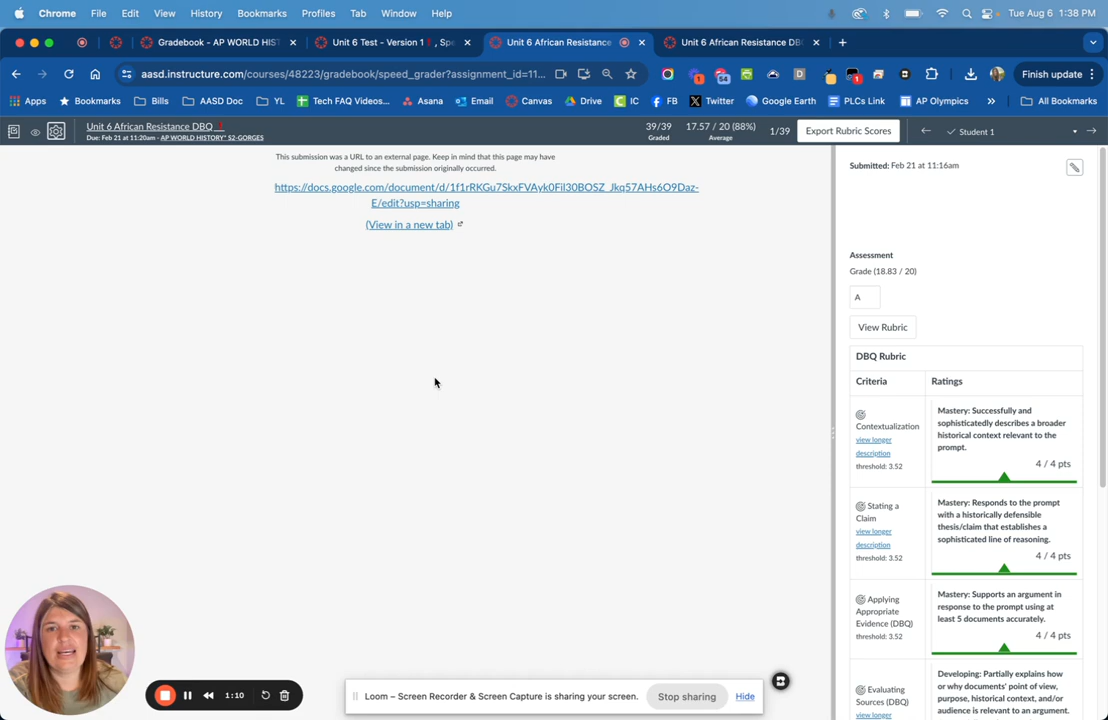 Chrome File Edit View History Bookmarks Profiles Tab Window Help Tue Aug 6 1:38 PM
Gradebook - AP WORLD HIS Unit 6 Test - Version 1 , Spe Unit 6 African Resistance Unit 6 African Resistance DB
aasd.instructure.com/courses/48223/gradebook/speed_grader?assignment_id=11... Finish update
Apps Bookmarks Bills AASD Doc YL Tech FAQ Videos... Asana Email Canvas Drive IC FB Twitter Google Earth PLCs Link AP Olympics » All Bookmarks
Unit 6 African Resistance DBQ
Due: Feb 21 at 11:20am - AP WORLD HISTORY* S2-GORGES
39/39
Graded
17.57 / 20 (88%)
Average
1/39
Export Rubric Scores
Student 1
This submission was a URL to an external page. Keep in mind that this page may have
changed since the submission originally occurred.
https://docs.google.com/document/d/1f1rRKGu7SkxFVAyk0Fil30BOSZ_Jkq57AHs6O9Daz-
E/edit?usp=sharing
(View in a new tab)
Submitted: Feb 21 at 11:16am
Assessment
Grade (18.83 / 20)
A
View Rubric
DBQ Rubric
Criteria Ratings
Contextualization
view longer
description
threshold: 3.52
Mastery: Successfully and
sophisticatedly describes a broader
historical context relevant to the
prompt.
4 / 4 pts
Stating a
Claim
view longer
description
threshold: 3.52
Mastery: Responds to the prompt
with a historically defensible
thesis/claim that establishes a
sophisticated line of reasoning.
4 / 4 pts
Applying
Appropriate
Evidence (DBQ)
threshold: 3.52
Mastery: Supports an argument in
response to the prompt using at
least 5 documents accurately.
4 / 4 pts
Evaluating
Sources (DBQ)
view longer
Developing: Partially explains how
or why documents' point of view,
purpose, historical context, and/or
audience is relevant to an argument.
1:10
Loom – Screen Recorder & Screen Capture is sharing your screen. Stop sharing Hide